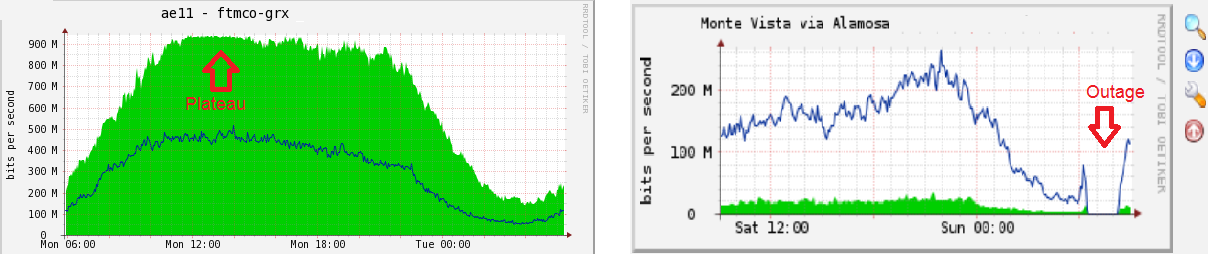 ae11 - ftmco-grx
RRDTOOL / TOBI OETIKER
bits per second
900 M
800 M
700 M
600 M
500 M
400 M
300 M
200 M
100 M
0
Plateau
Mon 06:00 Mon 12:00 Mon 18:00 Tue 00:00
Monte Vista via Alamosa
RRDTOOL / TOBI OETIKER
bits per second
200 M
100 M
0
Outage
Sat 12:00 Sun 00:00